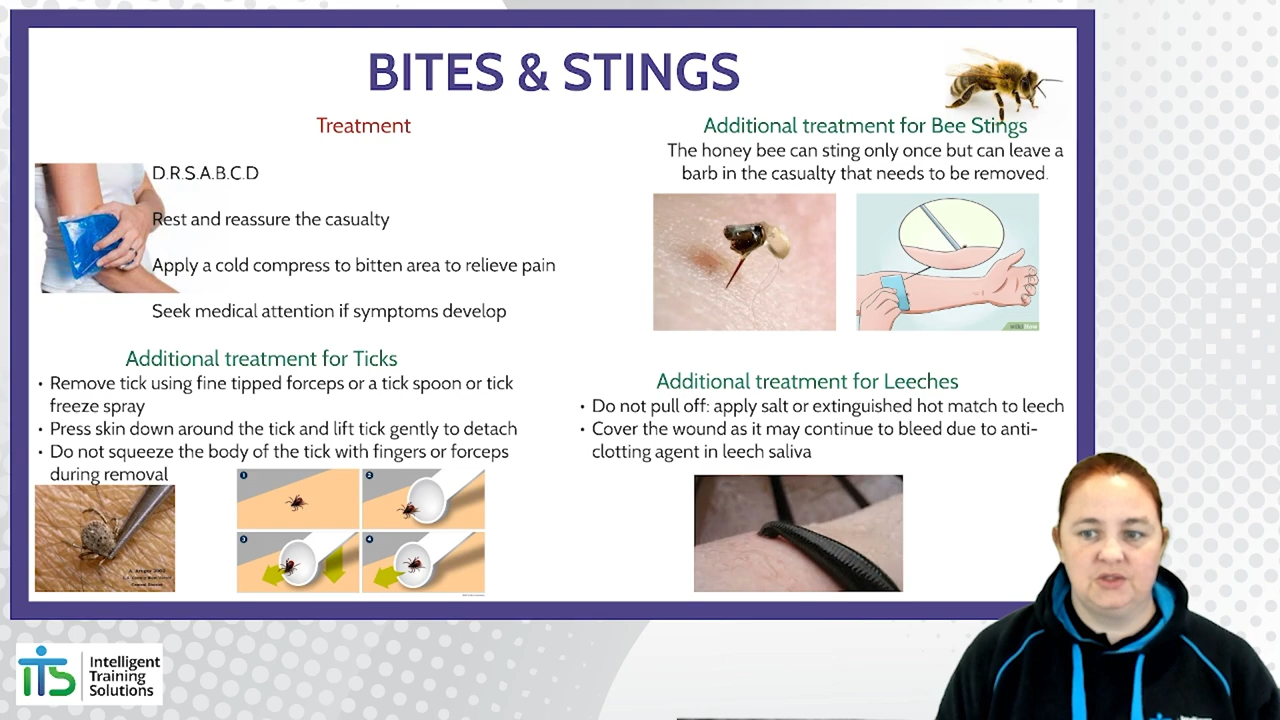 BITES & STINGS
Treatment
D.R.S.A.B.C.D
Rest and reassure the casualty
Apply a cold compress to bitten area to relieve pain
Seek medical attention if symptoms develop
Additional treatment for Ticks
• Remove tick using fine tipped forceps or a tick spoon or tick
freeze spray
• Press skin down around the tick and lift tick gently to detach
• Do not squeeze the body of the tick with fingers or forceps
during removal
1
2
3
4
Additional treatment for Bee Stings
The honey bee can sting only once but can leave a
barb in the casualty that needs to be removed.
wikiHow
Additional treatment for Leeches
• Do not pull off: apply salt or extinguished hot match to leech
• Cover the wound as it may continue to bleed due to anti-
clotting agent in leech saliva
iTS
Intelligent
Training
Solutions